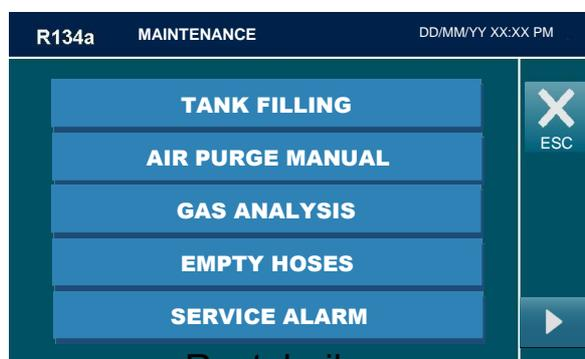 R134a MAINTENANCE DD/MM/YY XX:XX PM
TANK FILLING
ESC
AIR PURGE MANUAL
GAS ANALYSIS
EMPTY HOSES
SERVICE ALARM